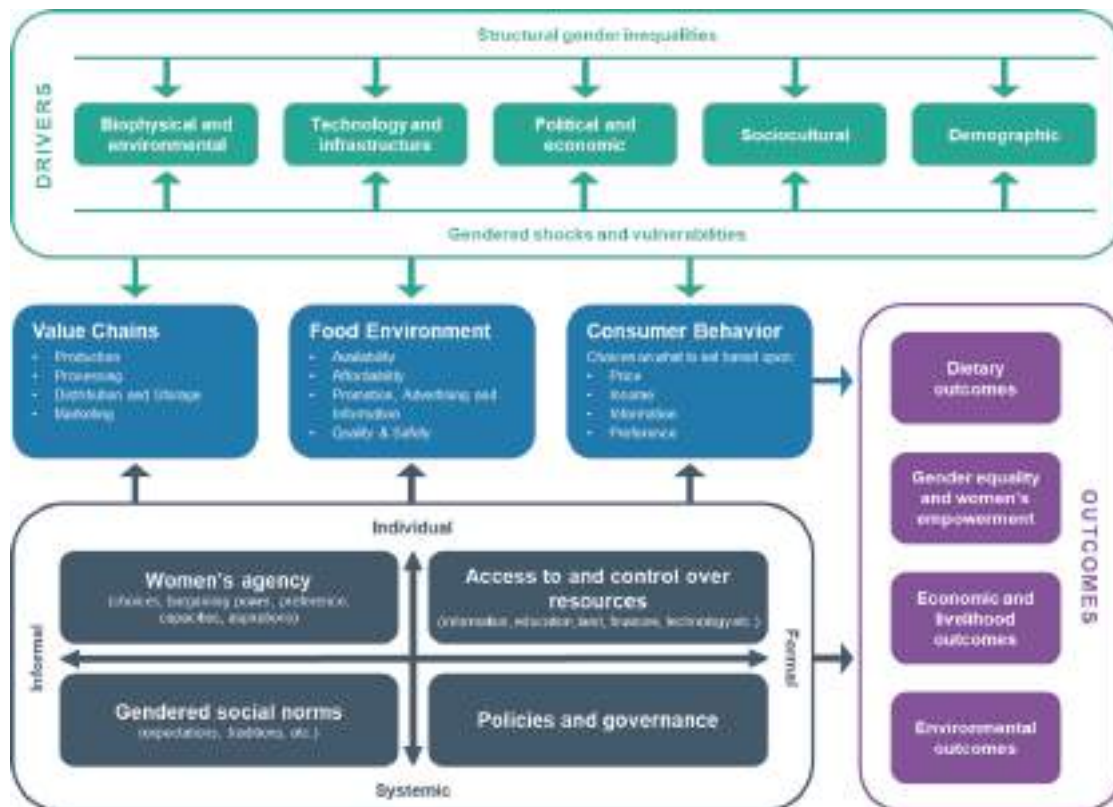 DRIVERS
Structural gender inequalities
Biophysical and
environmental
Technology and
infrastructure
Political and
economic
Sociocultural
Demographic
Gendered shocks and vulnerabilities
Value Chains
• Production
• Processing
• Distribution and Storage
• Marketing
Food Environment
• Availability
• Affordability
• Promotion, Advertising and
Information
• Quality & Safety
Consumer Behavior
Choices on what to eat based upon:
• Price
• Income
• Information
• Preference
Individual
Informal
Women's agency
(choices, bargaining power, preference,
capacities, aspirations)
Access to and control over
resources
(information, education, land, finances, technology etc.)
Formal
Gendered social norms
(expectations, traditions, etc.)
Policies and governance
Systemic
OUTCOMES
Dietary
outcomes
Gender equality
and women's
empowerment
Economic and
livelihood
outcomes
Environmental
outcomes